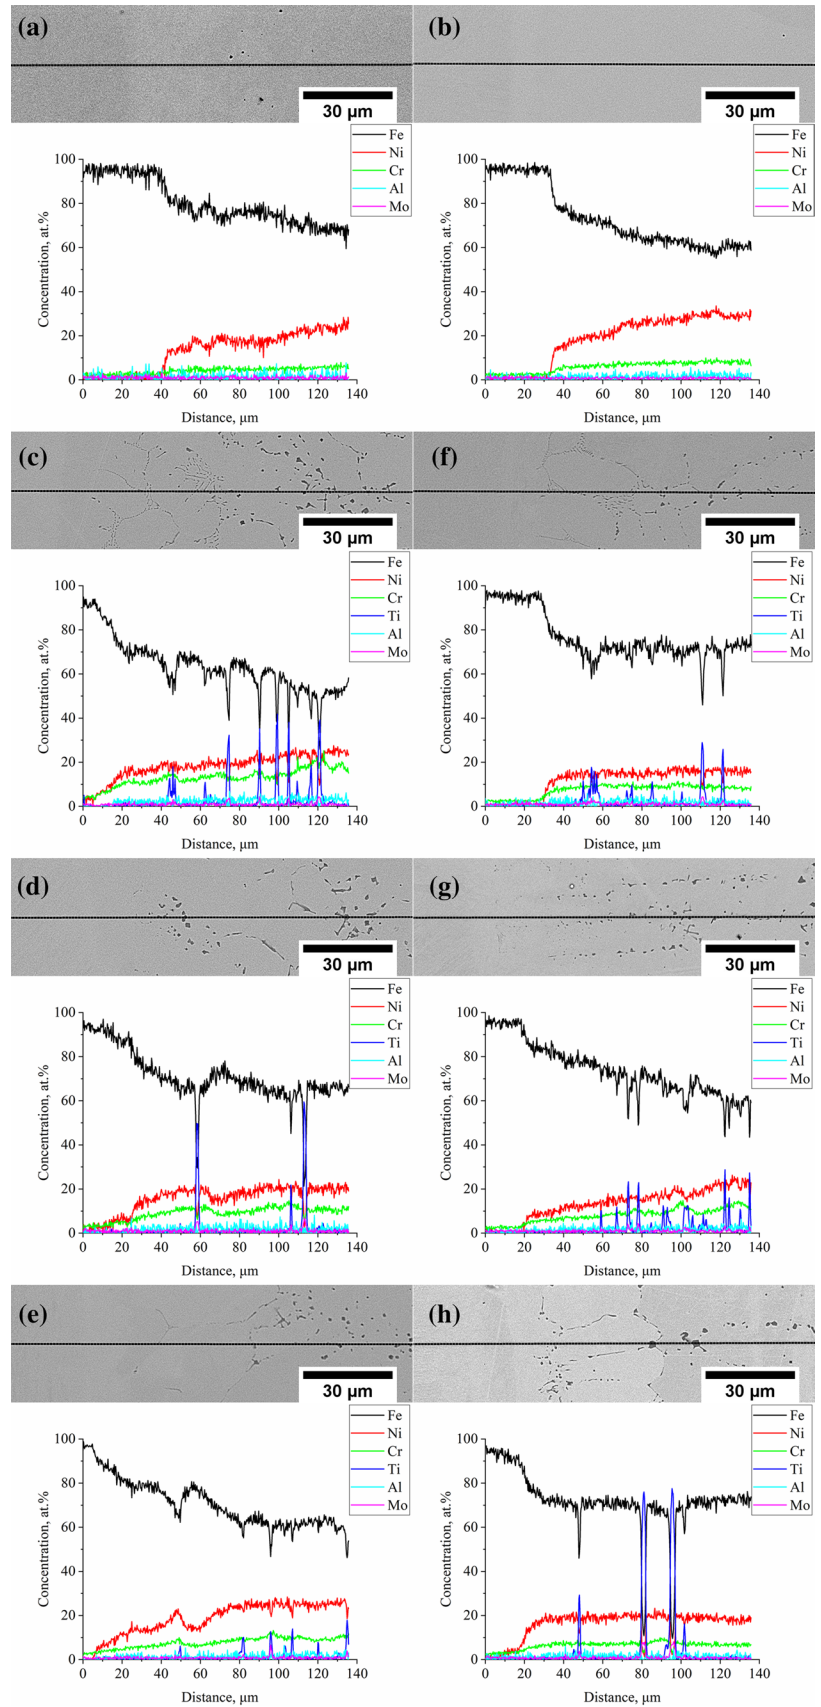 (a)
30 µm
Fe
Ni
Cr
Al
Mo
100
80
60
40
20
0
Concentration, at.%
0 20 40 60 80 100 120 140
Distance, µm
(b)
30 µm
Fe
Ni
Cr
Al
Mo
100
80
60
40
20
0
Concentration, at.%
0 20 40 60 80 100 120 140
Distance, µm
(c)
30 µm
Fe
Ni
Cr
Ti
Al
Mo
100
80
60
40
20
0
Concentration, at.%
0 20 40 60 80 100 120 140
Distance, µm
(f)
30 µm
Fe
Ni
Cr
Ti
Al
Mo
100
80
60
40
20
0
Concentration, at.%
0 20 40 60 80 100 120 140
Distance, µm
(d)
30 µm
Fe
Ni
Cr
Ti
Al
Mo
100
80
60
40
20
0
Concentration, at.%
0 20 40 60 80 100 120 140
Distance, µm
(g)
30 µm
Fe
Ni
Cr
Ti
Al
Mo
100
80
60
40
20
0
Concentration, at.%
0 20 40 60 80 100 120 140
Distance, µm
(e)
30 µm
Fe
Ni
Cr
Ti
Al
Mo
100
80
60
40
20
0
Concentration, at.%
0 20 40 60 80 100 120 140
Distance, µm
(h)
30 µm
Fe
Ni
Cr
Ti
Al
Mo
100
80
60
40
20
0
Concentration, at.%
0 20 40 60 80 100 120 140
Distance, µm